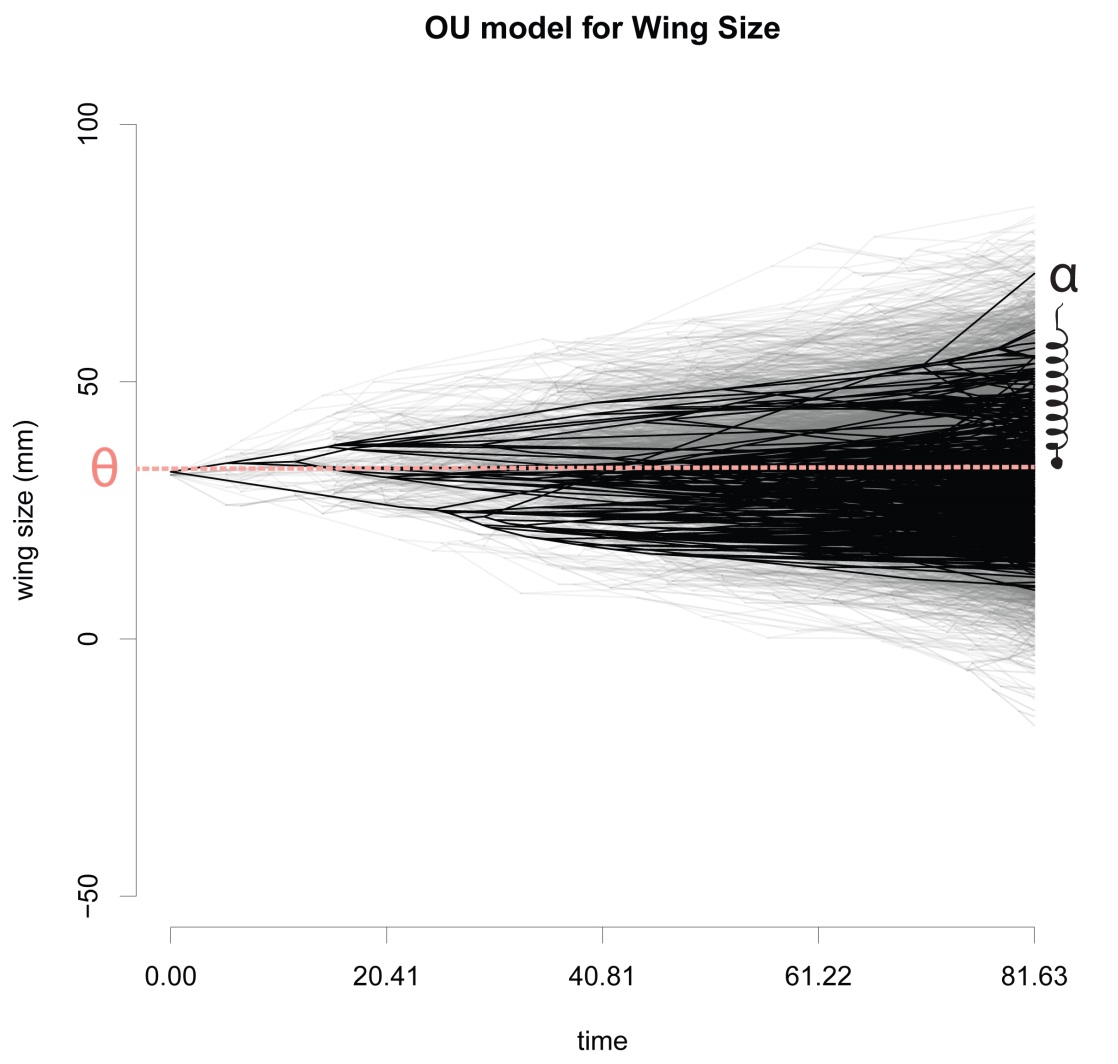 OU model for Wing Size
100
50
0
−50
wing size (mm)
θ
α
0.00
20.41
40.81
61.22
81.63
time